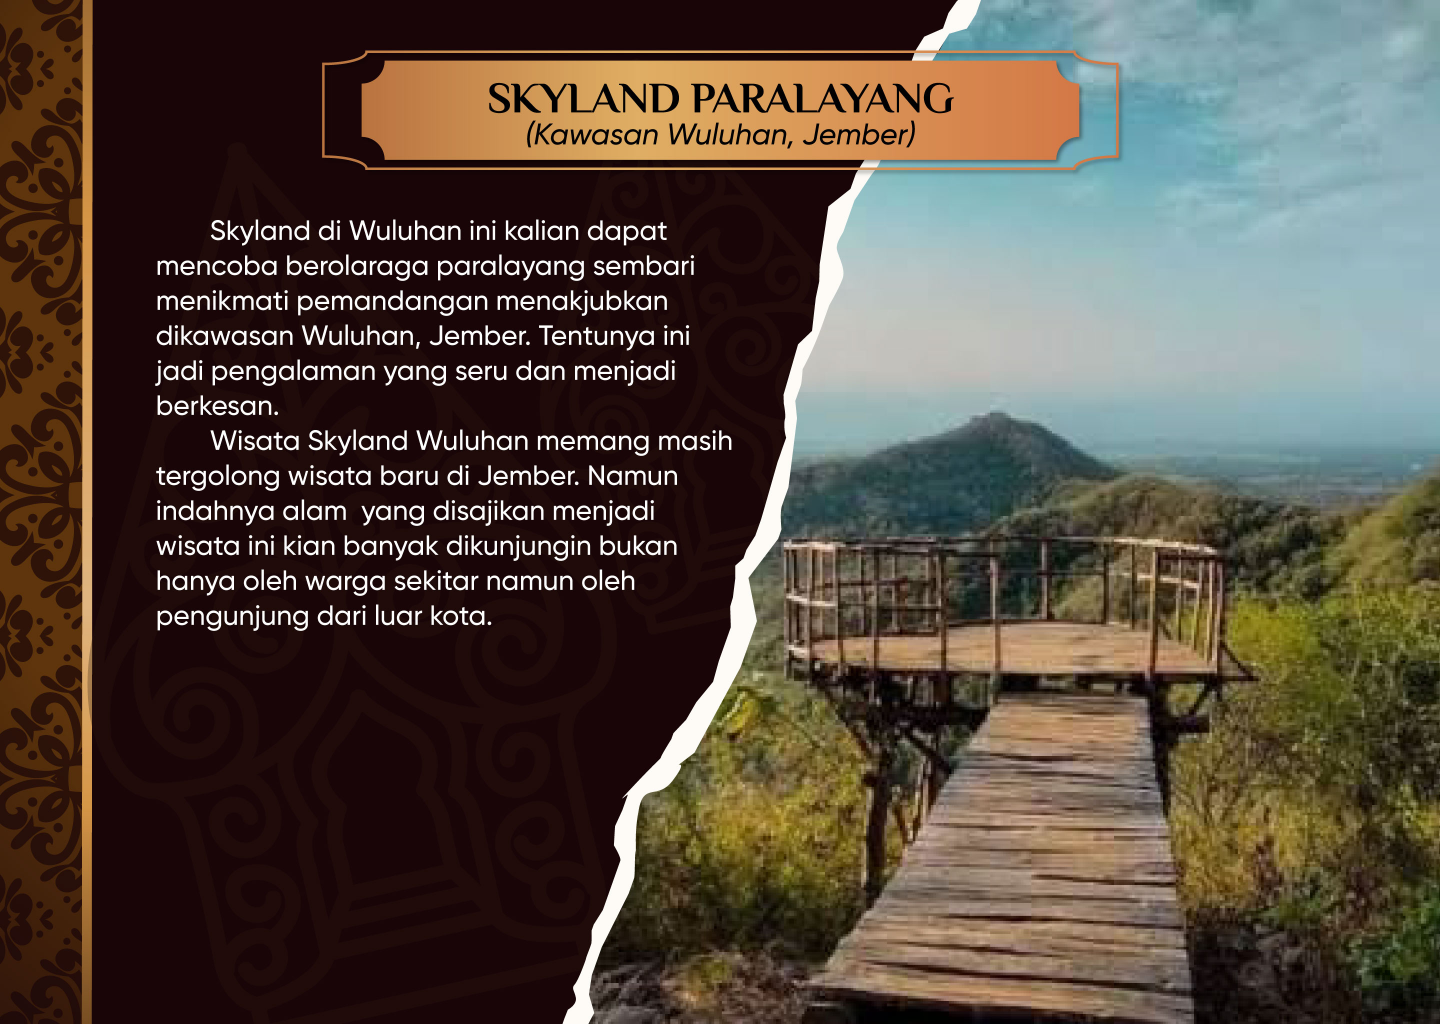 SKYLAND PARALAYANG
(Kawasan Wuluhan, Jember)
Skyland di Wuluhan ini kalian dapat
mencoba berolaraga paralayang sembari
menikmati pemandangan menakjubkan
dikawasan Wuluhan, Jember. Tentunya ini
jadi pengalaman yang seru dan menjadi
berkesan.
Wisata Skyland Wuluhan memang masih
tergolong wisata baru di Jember. Namun
indahnya alam  yang disajikan menjadi
wisata ini kian banyak dikunjungin bukan
hanya oleh warga sekitar namun oleh
pengunjung dari luar kota.